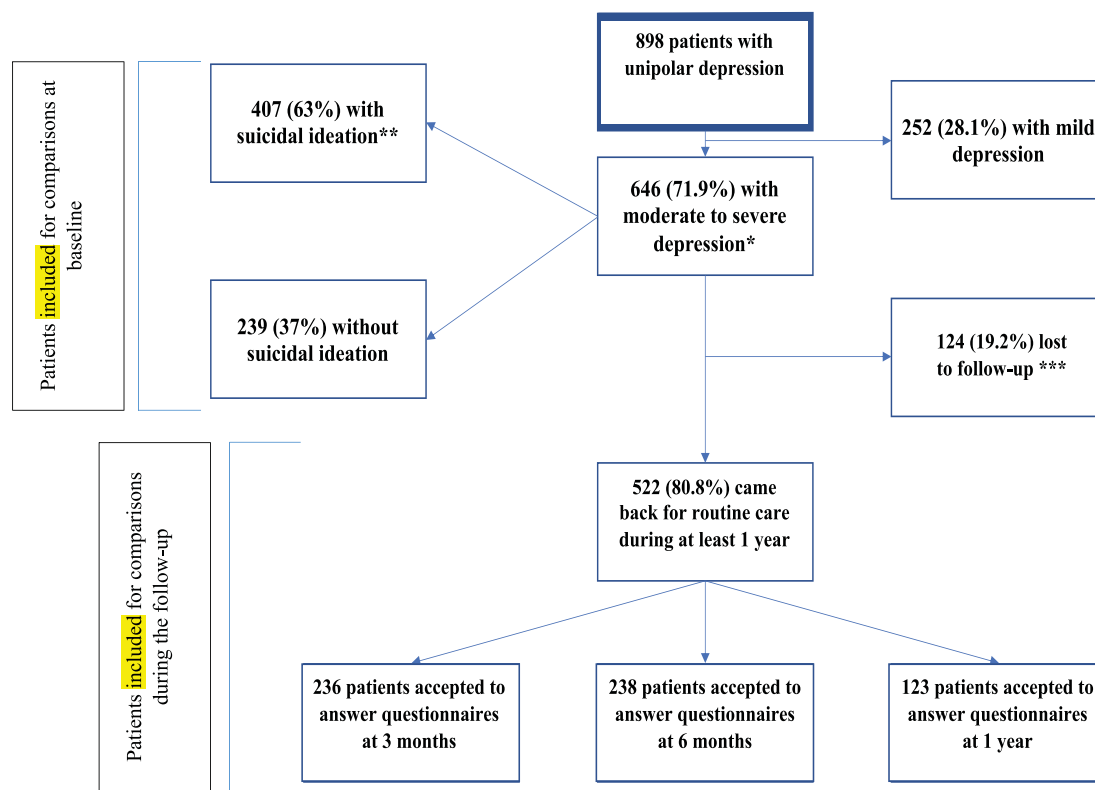 898 patients with
unipolar depression
407 (63%) with
suicidal ideation**
252 (28.1%) with mild
depression
646 (71.9%) with
moderate to severe
depression*
Patients included for comparisons at
baseline
239 (37%) without
suicidal ideation
124 (19.2%) lost
to follow-up ***
522 (80.8%) came
back for routine care
during at least 1 year
Patients included for comparisons
during the follow-up
236 patients accepted to
answer questionnaires
at 3 months
238 patients accepted to
answer questionnaires
at 6 months
123 patients accepted to
answer questionnaires
at 1 year